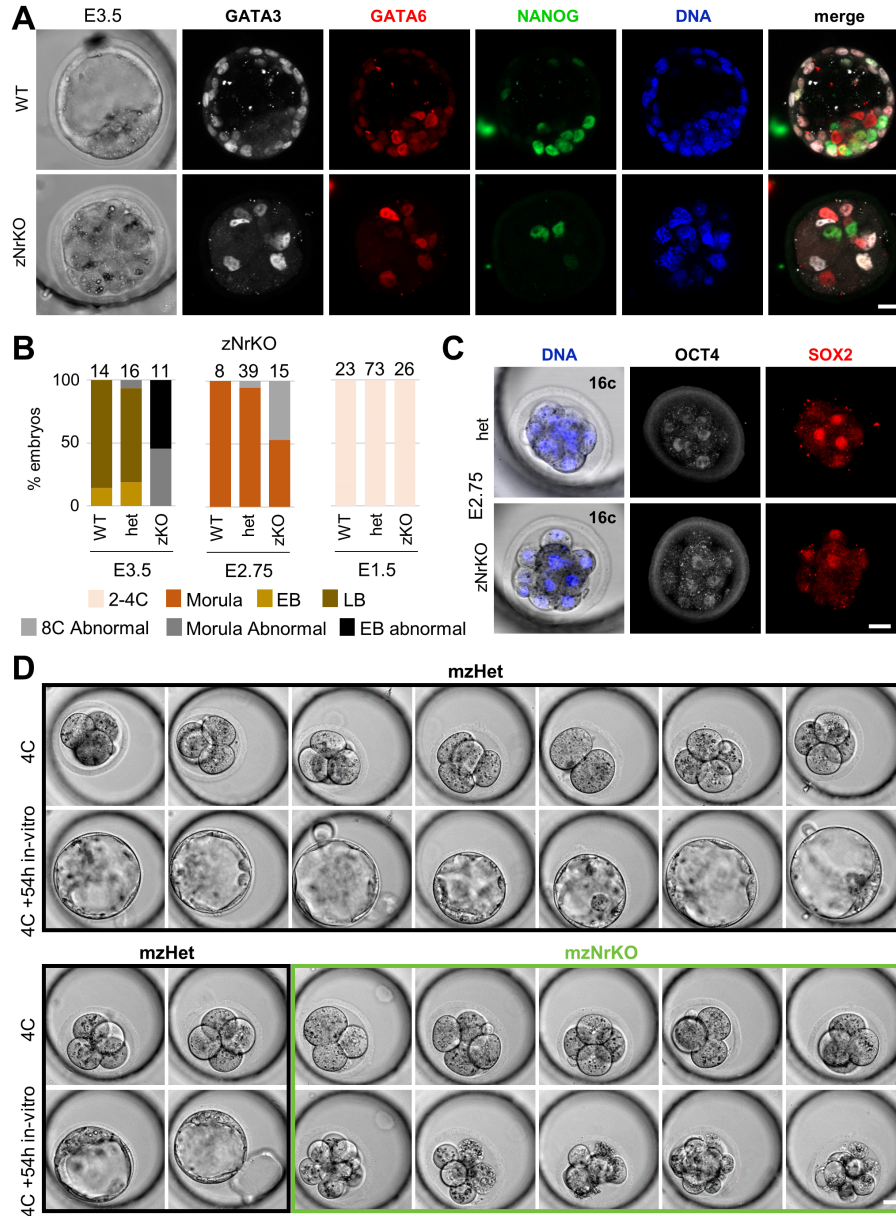 A
E3.5 GATA3 GATA6 NANOG DNA merge
WT
zNrKO
B
zNrKO
14 16 11 8 39 15 23 73 26
100
50
0
% embryos
WT het zKO WT het zKO WT het zKO
E3.5 E2.75 E1.5
2-4C Morula EB LB
8C Abnormal Morula Abnormal EB abnormal
C
DNA OCT4 SOX2
16c
het
E2.75
16c
zNrKO
D
mzHet
4C
4C +54h in-vitro
mzHet mzNrKO
4C
4C +54h in-vitro